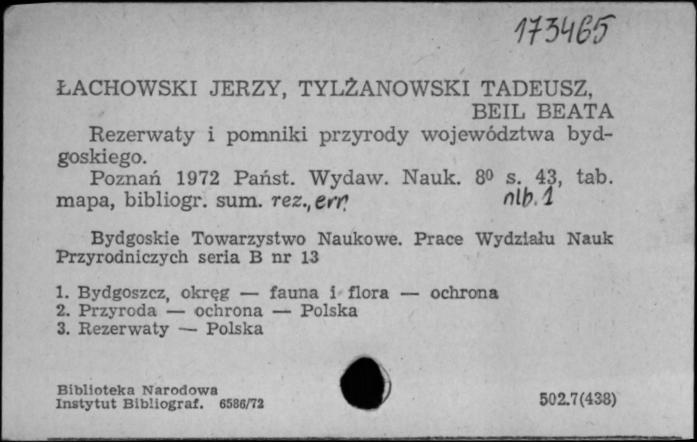 173465
ŁACHOWSKI JERZY, TYLŻANOWSKI TADEUSZ,
BEIL BEATA
Rezerwaty i pomniki przyrody województwa byd-
goskiego.
Poznań 1972 Państ. Wydaw. Nauk. 8⁰ s. 43, tab.
mapa, bibliogr. sum. rez., err. nlb. 1
Bydgoskie Towarzystwo Naukowe. Prace Wydziału Nauk
Przyrodniczych seria B nr 13
1. Bydgoszcz, okręg — fauna i flora — ochrona
2. Przyroda — ochrona — Polska
3. Rezerwaty — Polska
Biblioteka Narodowa
Instytut Bibliograf. 6586/72 502.7(438)